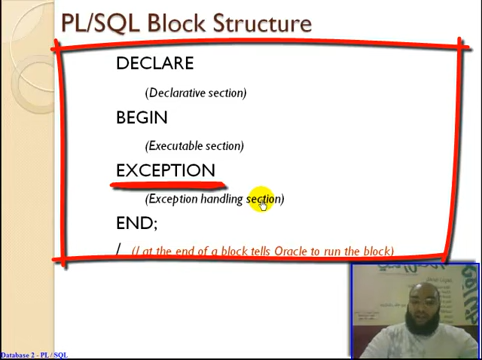 PL/SQL Block Structure
DECLARE
(Declarative section)
BEGIN
(Executable section)
EXCEPTION
(Exception handling section)
END;
/ (/ at the end of a block tells Oracle to run the block)
Database 2 - PL / SQL